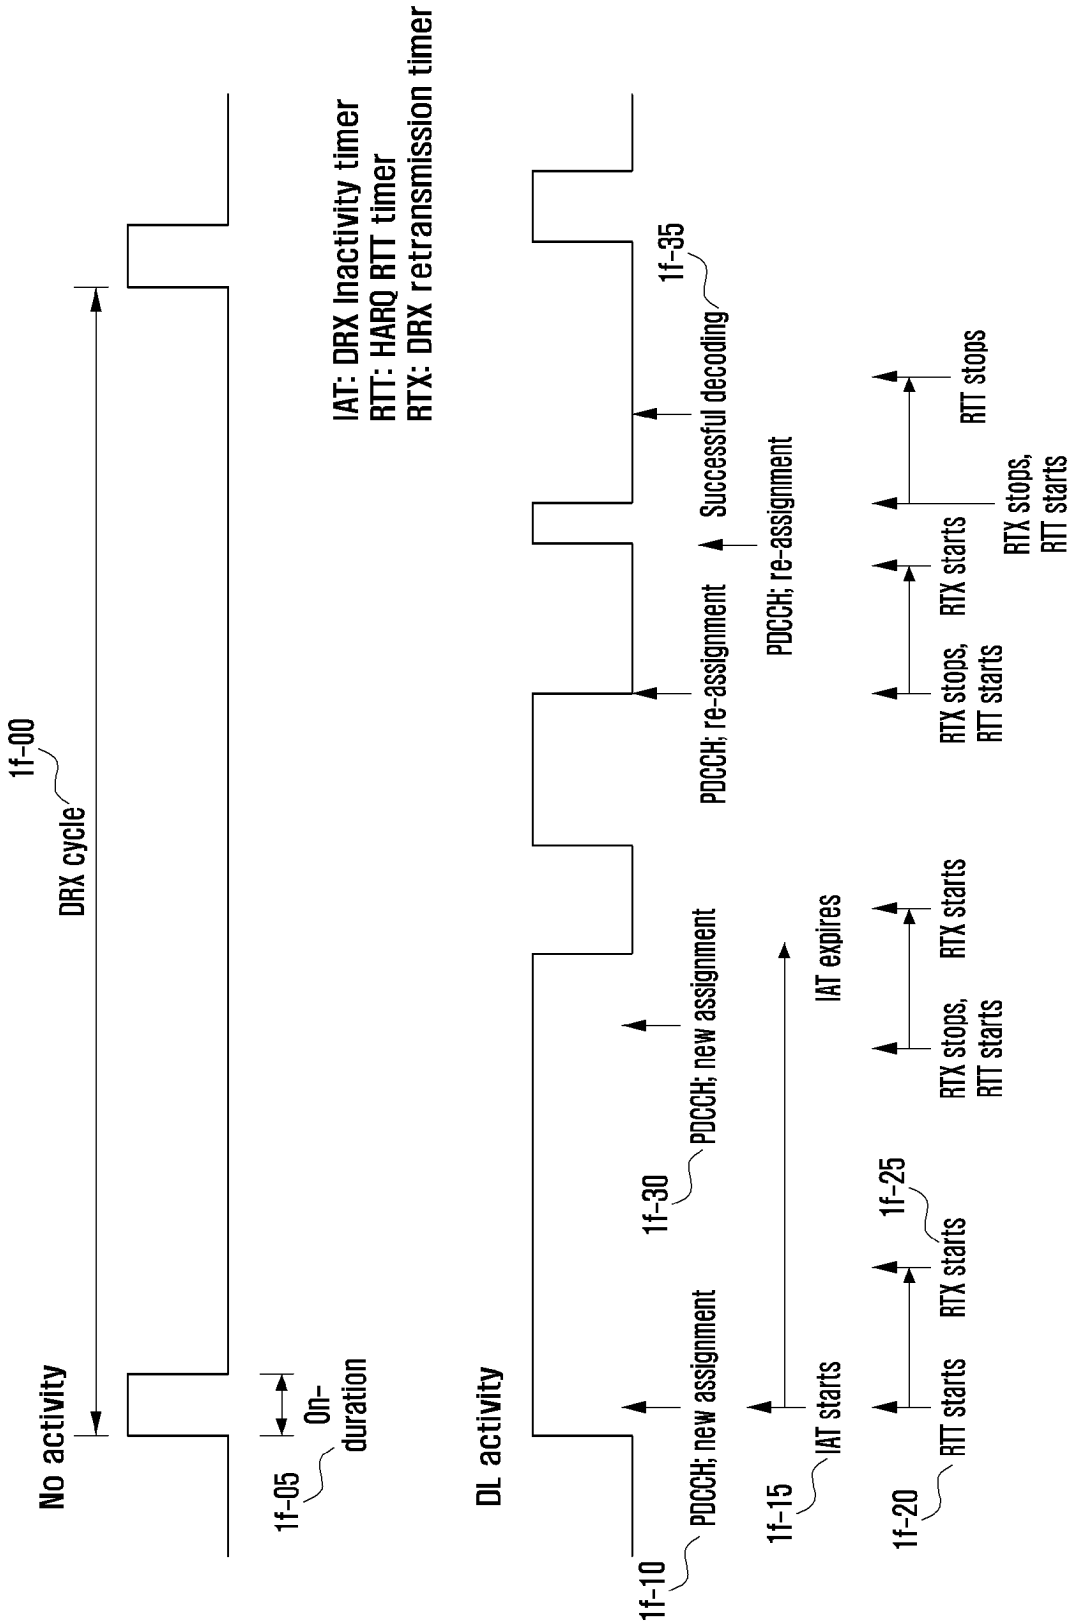 No activity
1f-00
DRX cycle
1f-05
On-
duration
IAT: DRX Inactivity timer
RTT: HARQ RTT timer
RTX: DRX retransmission timer
DL activity
1f-10
PDCCH; new assignment
1f-30
PDCCH; new assignment
PDCCH; re-assignment
Successful decoding
1f-35
PDCCH; re-assignment
1f-15
IAT starts
IAT expires
1f-20
RTT starts
RTX starts
1f-25
RTX stops,
RTT starts
RTX starts
RTX stops,
RTT starts
RTX starts
RTX stops,
RTT starts
RTT stops